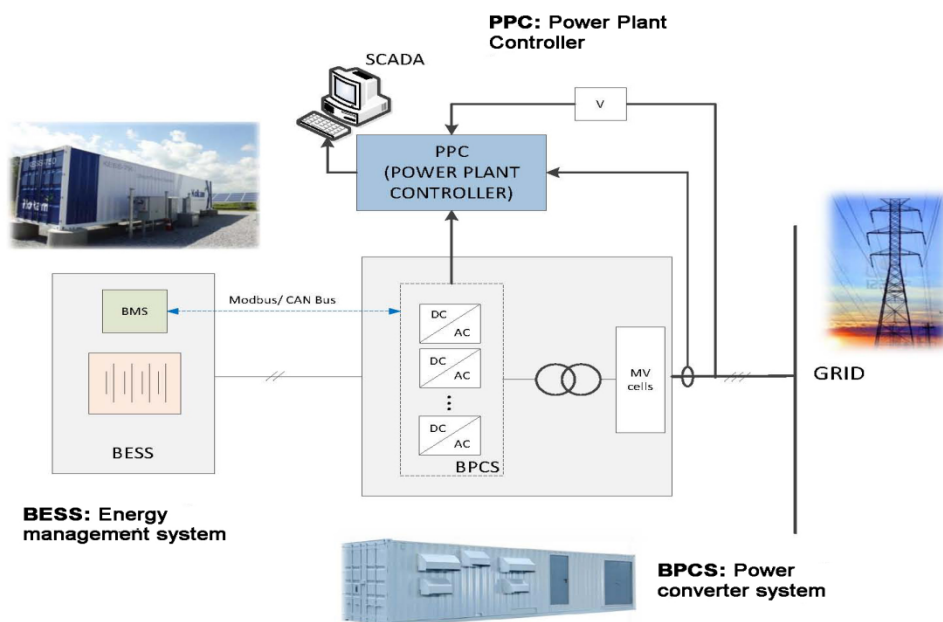 PPC: Power Plant
Controller
SCADA
V
PPC
(POWER PLANT
CONTROLLER)
BMS
Modbus/ CAN Bus
DC
AC
DC
AC
DC
AC
MV
cells
GRID
BESS
BPCS
BESS: Energy
management system
BPCS: Power
converter system